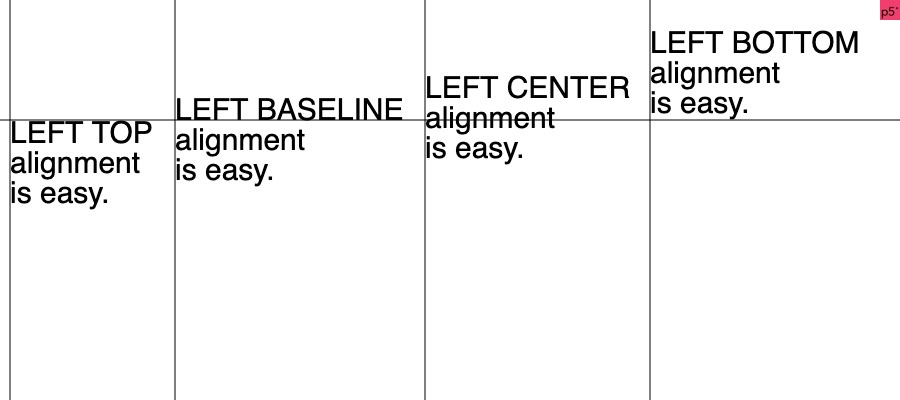 LEFT TOP
alignment
is easy.
LEFT BASELINE
alignment
is easy.
LEFT CENTER
alignment
is easy.
LEFT BOTTOM
alignment
is easy.
p5*